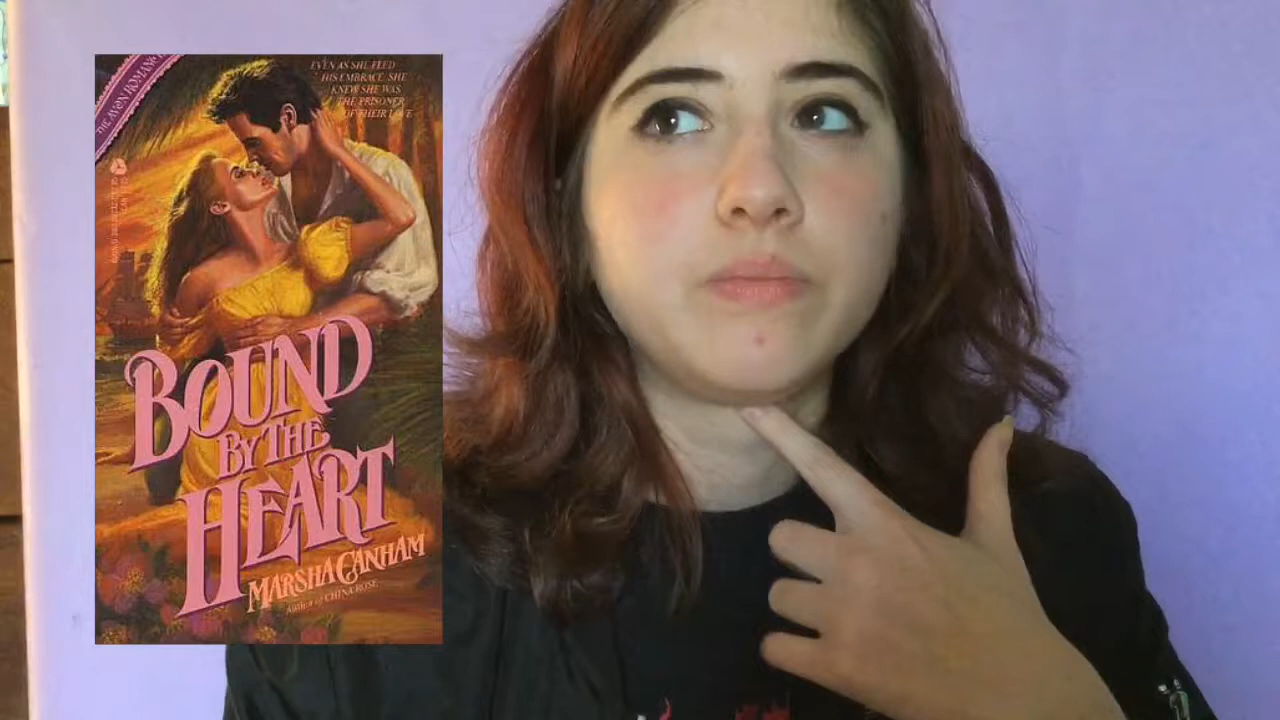 THE AVON ROMANCE
EVEN AS SHE FLED
HIS EMBRACE, SHE
KNEW SHE WAS
THE PRISONER
OF THEIR LOVE
BOUND
BY THE
HEART
MARSHA CANHAM
AUTHOR OF CHINA ROSE